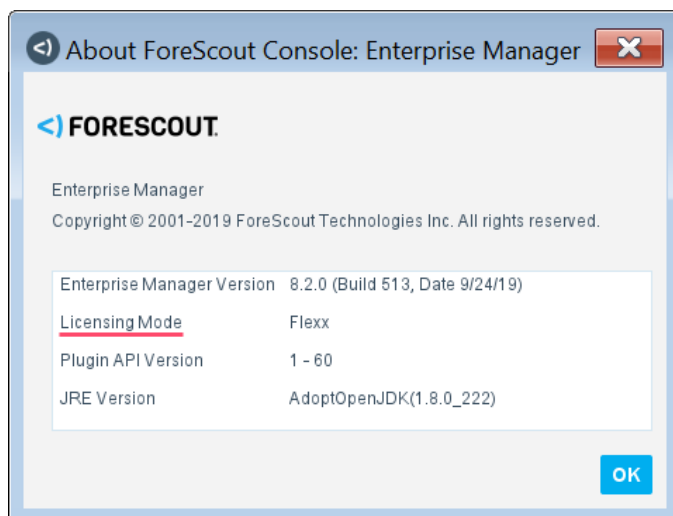 About ForeScout Console: Enterprise Manager
FORESCOUT.
Enterprise Manager
Copyright © 2001-2019 ForeScout Technologies Inc. All rights reserved.
Enterprise Manager Version 8.2.0 (Build 513, Date 9/24/19)
Licensing Mode Flexx
Plugin API Version 1 - 60
JRE Version AdoptOpenJDK(1.8.0_222)
OK